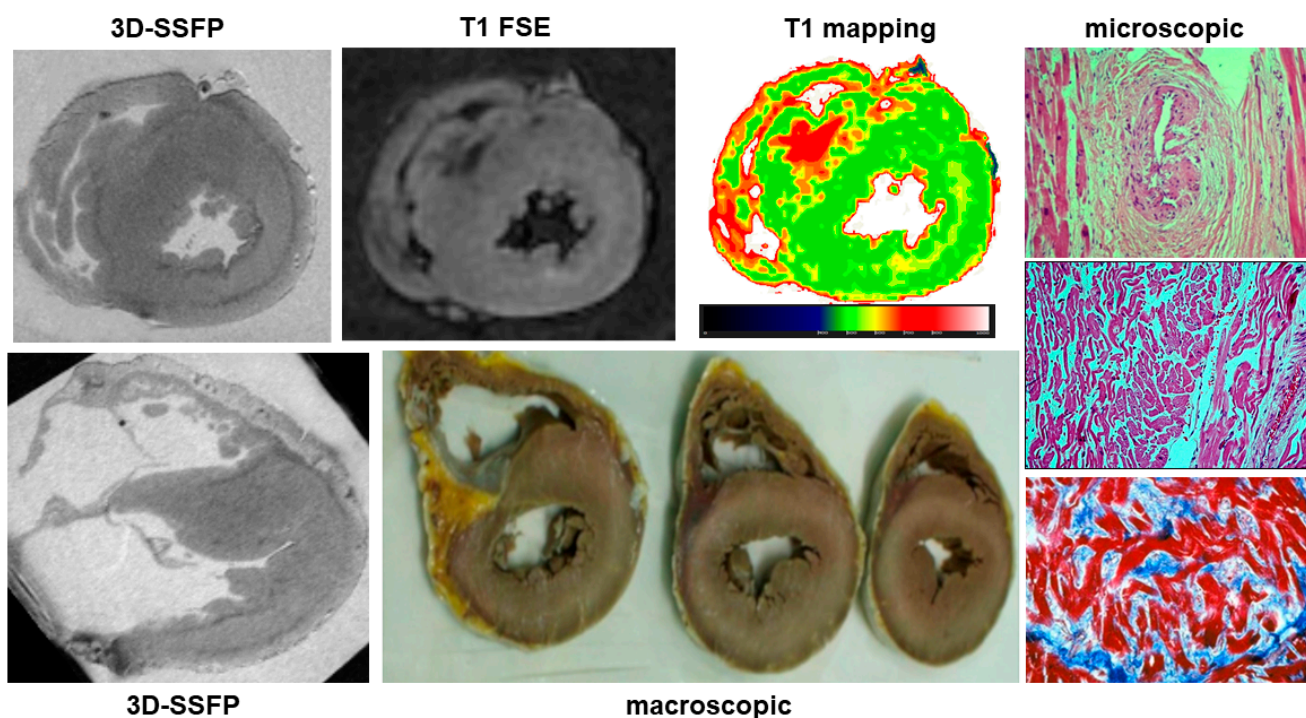 3D-SSFP
T1 FSE
T1 mapping
microscopic
3D-SSFP
macroscopic